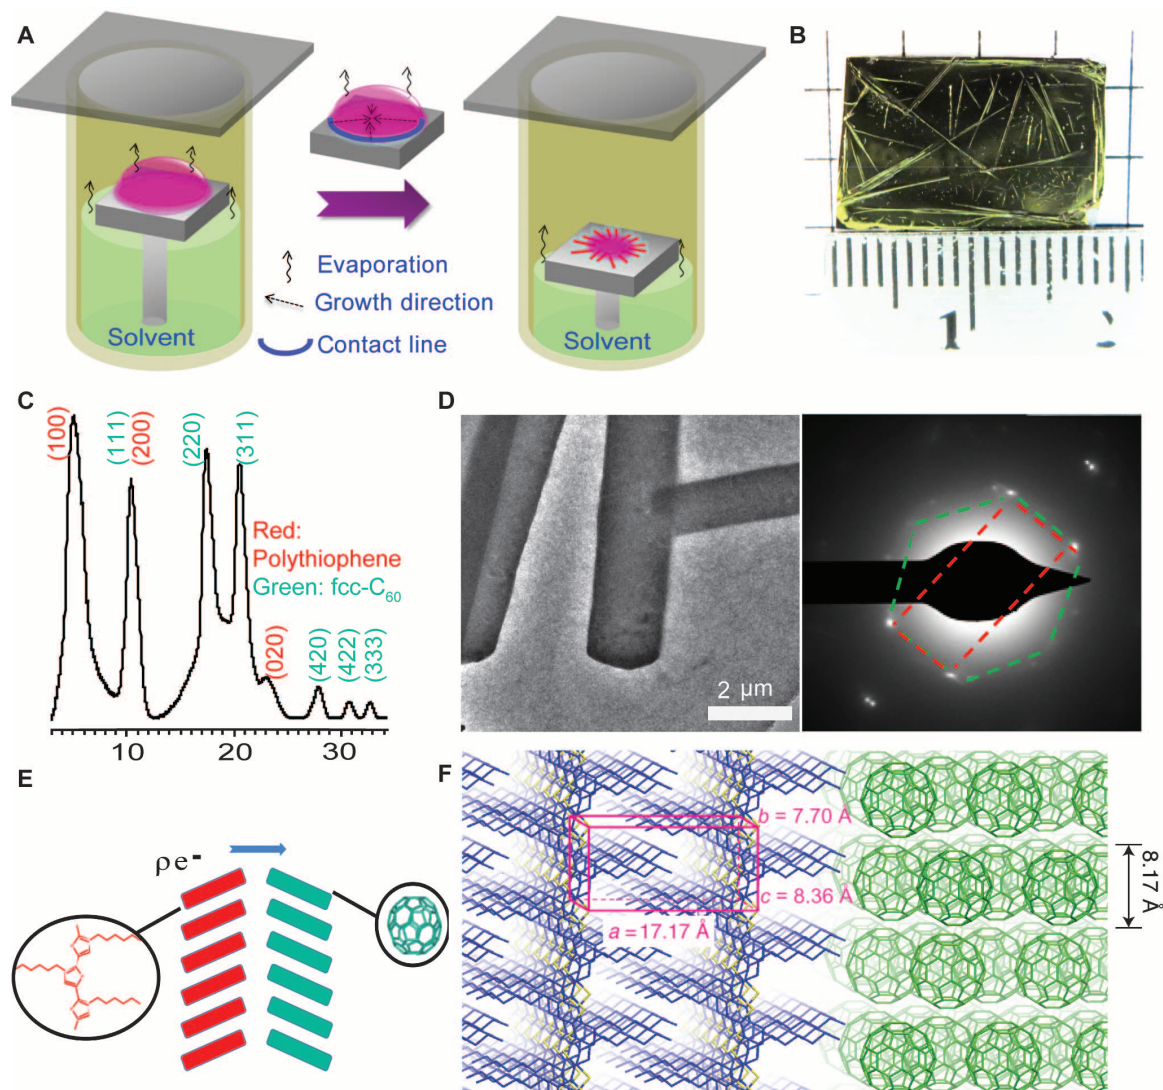 A
Solvent
Evaporation
Growth direction
Contact line
Solvent
B
1
C
(100)
(111)
(200)
(220)
(311)
Red:
Polythiophene
Green: fcc-C₆₀
(020)
(420)
(422)
(333)
10
20
30
D
2 μm
E
ρe⁻
F
b = 7.70 Å
c = 8.36 Å
a = 17.17 Å
8.17 Å